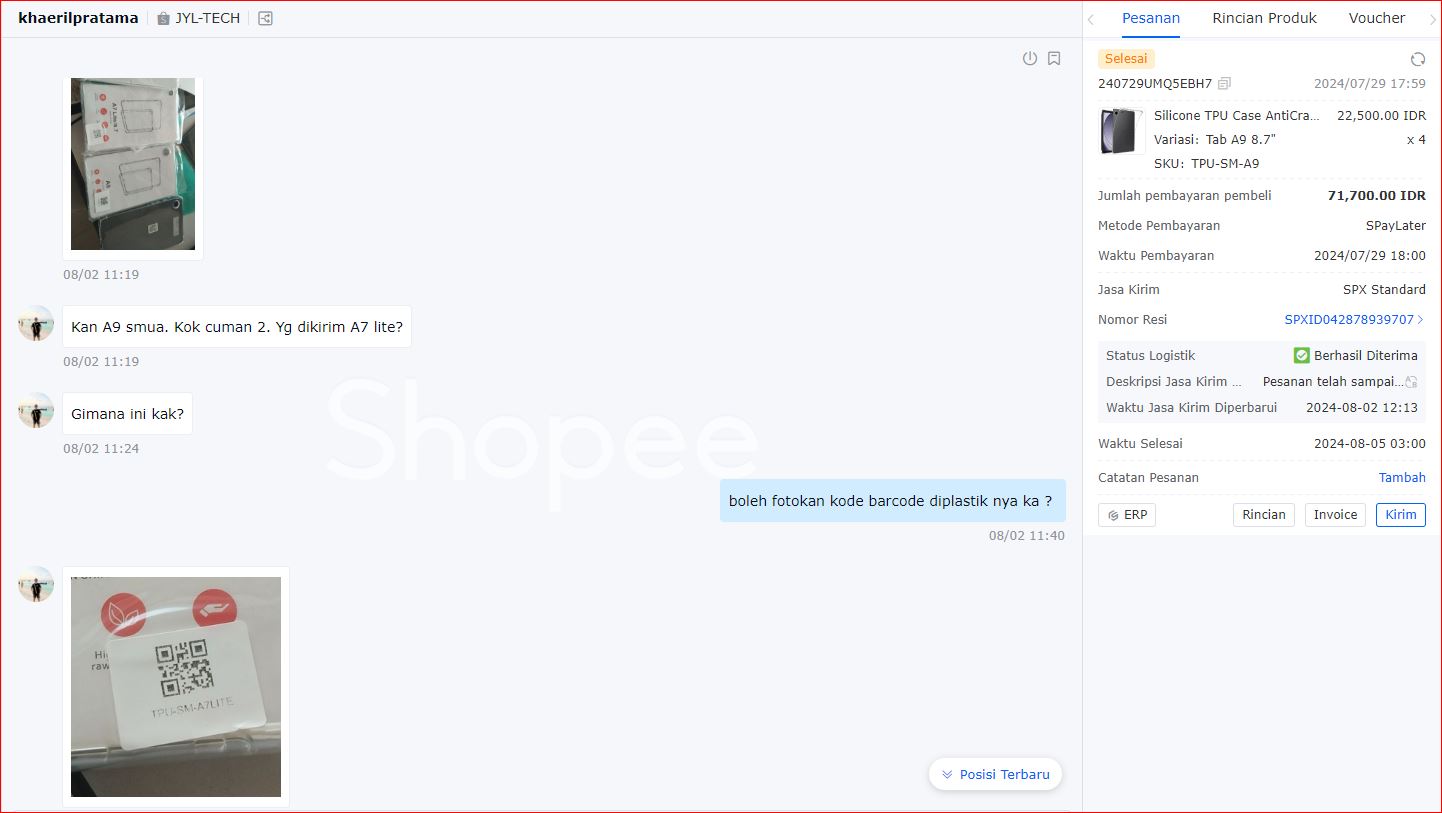 khaerilpratama
JYL-TECH
A7 Lite 7
08/02 11:19
Kan A9 smua. Kok cuman 2. Yg dikirim A7 lite?
08/02 11:19
Gimana ini kak?
08/02 11:24
Shopee
boleh fotokan kode barcode diplastik nya ka ?
08/02 11:40
Hi
raw
TPU-SM-A7LITE
Posisi Terbaru
Pesanan
Rincian Produk
Voucher
Selesai
240729UMQ5EBH7
2024/07/29 17:59
Silicone TPU Case AntiCra...
22,500.00 IDR
Variasi: Tab A9 8.7"
x 4
SKU: TPU-SM-A9
Jumlah pembayaran pembeli
71,700.00 IDR
Metode Pembayaran
SPayLater
Waktu Pembayaran
2024/07/29 18:00
Jasa Kirim
SPX Standard
Nomor Resi
SPXID042878939707
Status Logistik
Berhasil Diterima
Deskripsi Jasa Kirim ...
Pesanan telah sampai...
Waktu Jasa Kirim Diperbarui
2024-08-02 12:13
Waktu Selesai
2024-08-05 03:00
Catatan Pesanan
Tambah
ERP
Rincian
Invoice
Kirim